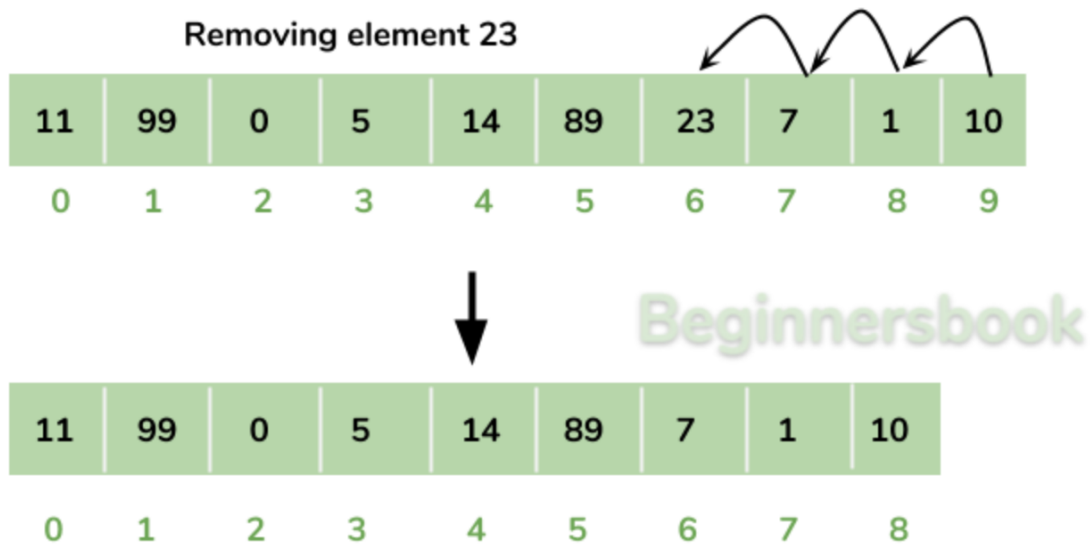 Removing element 23
11 99 0 5 14 89 23 7 1 10
0 1 2 3 4 5 6 7 8 9
Beginnersbook
11 99 0 5 14 89 7 1 10
0 1 2 3 4 5 6 7 8